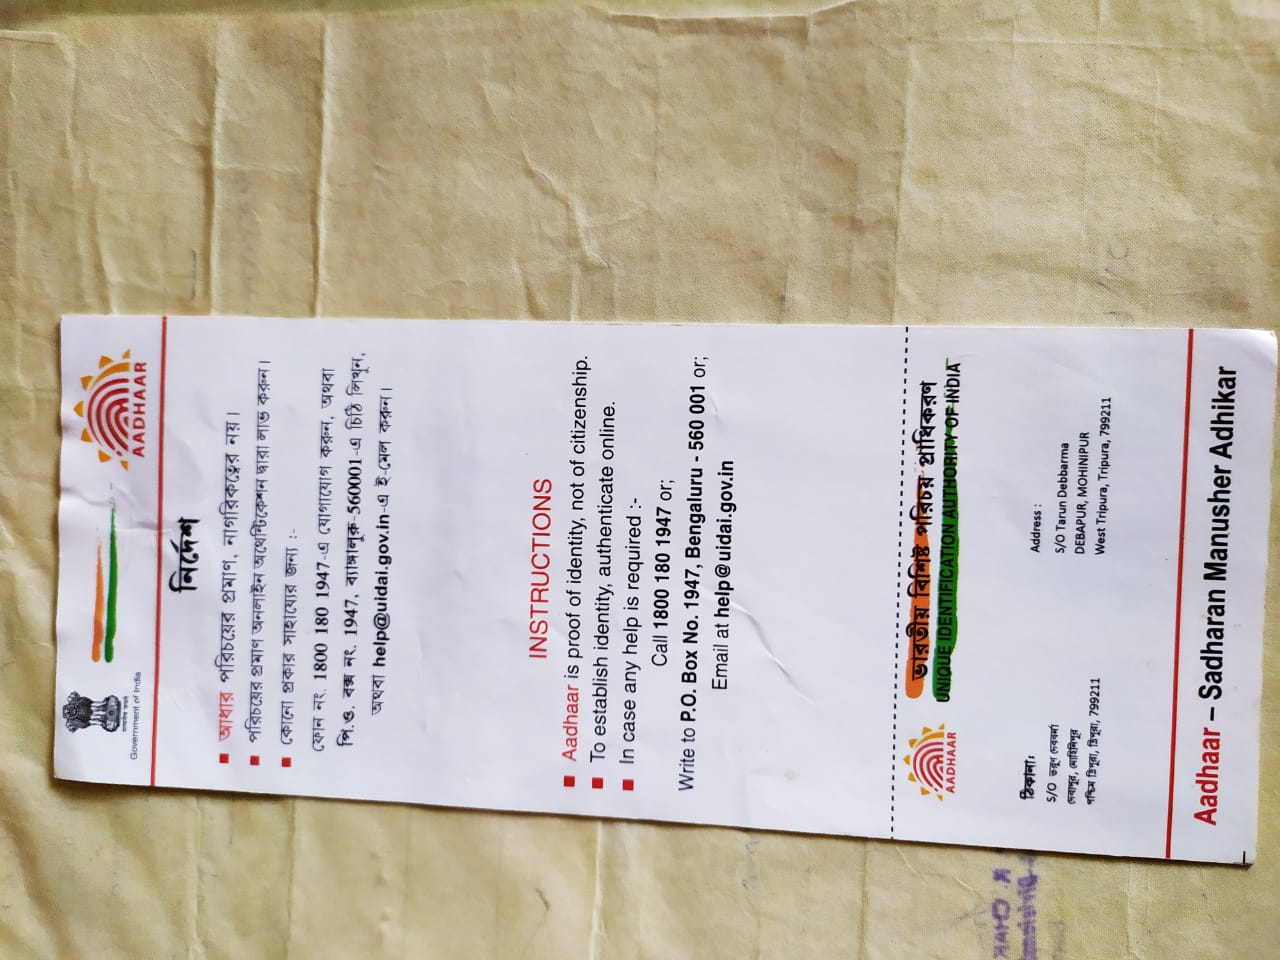 Government of India
AADHAAR
নির্দেশ
আধার পরিচয়ের প্রমাণ, নাগরিকত্বের নয়।
পরিচয়ের প্রমাণ অনলাইন অথেন্টিকেশন দ্বারা লাভ করুন।
কোনো প্রকার সাহায্যের জন্য :-
ফোন নং. 1800 180 1947-এ যোগাযোগ করুন, অথবা
পি.ও. বক্স নং. 1947, ব্যাঙ্গালুরু-560001-এ চিঠি লিখুন,
অথবা help@uidai.gov.in-এ ই-মেল করুন।
INSTRUCTIONS
Aadhaar is proof of identity, not of citizenship.
To establish identity, authenticate online.
In case any help is required :-
Call 1800 180 1947 or;
Write to P.O. Box No. 1947, Bengaluru - 560 001 or;
Email at help@uidai.gov.in
AADHAAR
ভারতীয় বিশিষ্ট পরিচয় প্রাধিকরণ
UNIQUE IDENTIFICATION AUTHORITY OF INDIA
ঠিকানা:
S/O তরুণ দেববর্মা
দেবাপুর, মোহিনিপুর
পশ্চিম ত্রিপুরা, ত্রিপুরা, 799211
Address :
S/O Tarun Debbarma
DEBAPUR, MOHINIPUR
West Tripura, Tripura, 799211
Aadhaar – Sadharan Manusher Adhikar